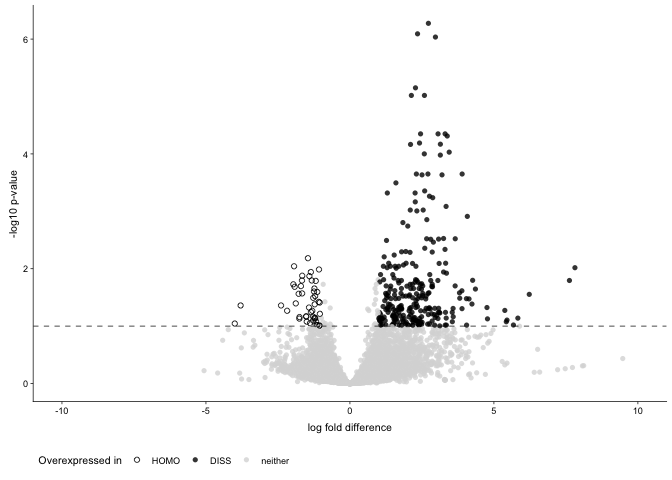 6
4
2
0
-log10 p-value
-10 -5 0 5 10
log fold difference
Overexpressed in HOMO DISS neither